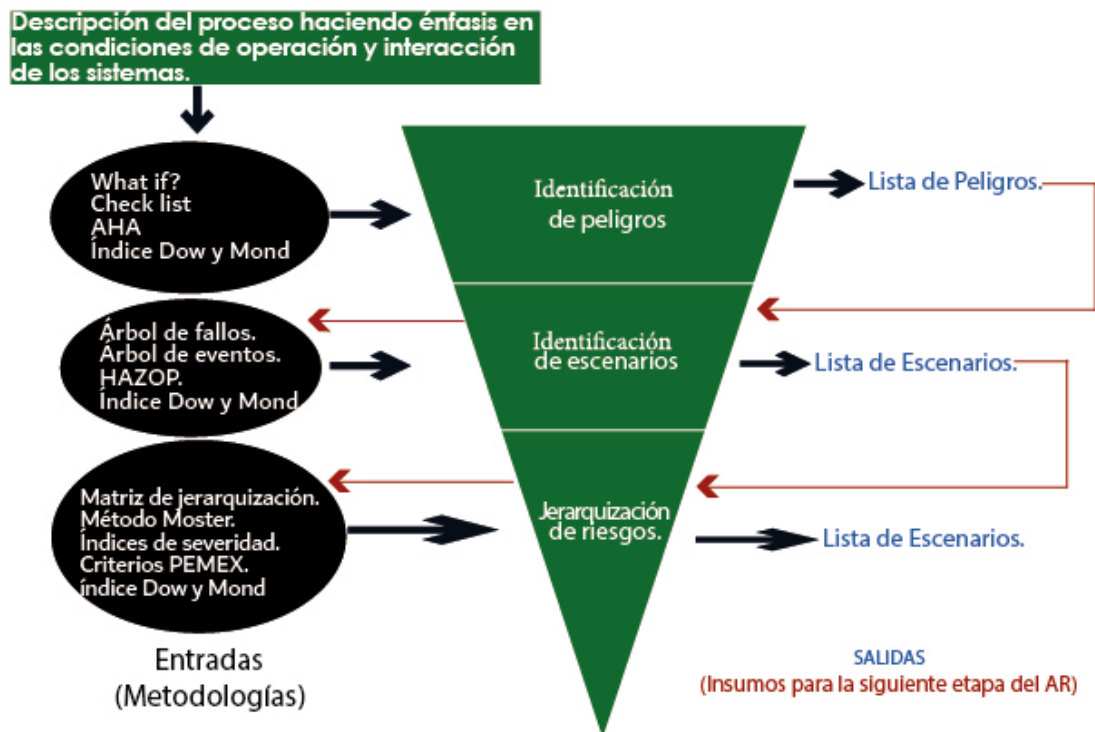 Descripción del proceso haciendo énfasis en
las condiciones de operación y interacción
de los sistemas.
What if?
Check list
AHA
Índice Dow y Mond
Identificación
de peligros
Lista de Peligros.
Árbol de fallos.
Árbol de eventos.
HAZOP.
Índice Dow y Mond
Identificación
de escenarios
Lista de Escenarios.
Matriz de jerarquización.
Método Moster.
Índices de severidad.
Criterios PEMEX.
índice Dow y Mond
Jerarquización
de riesgos.
Lista de Escenarios.
Entradas
(Metodologías)
SALIDAS
(Insumos para la siguiente etapa del AR)